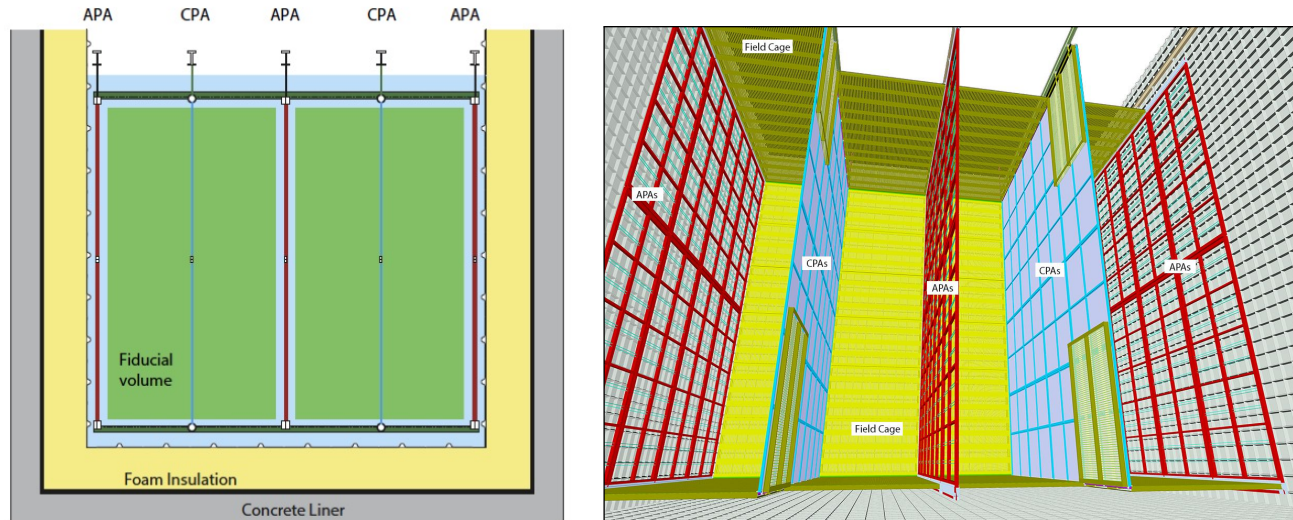 APA CPA APA CPA APA
Fiducial
volume
Foam Insulation
Concrete Liner
Field Cage
APAs
CPAs
APAs
CPAs
APAs
Field Cage